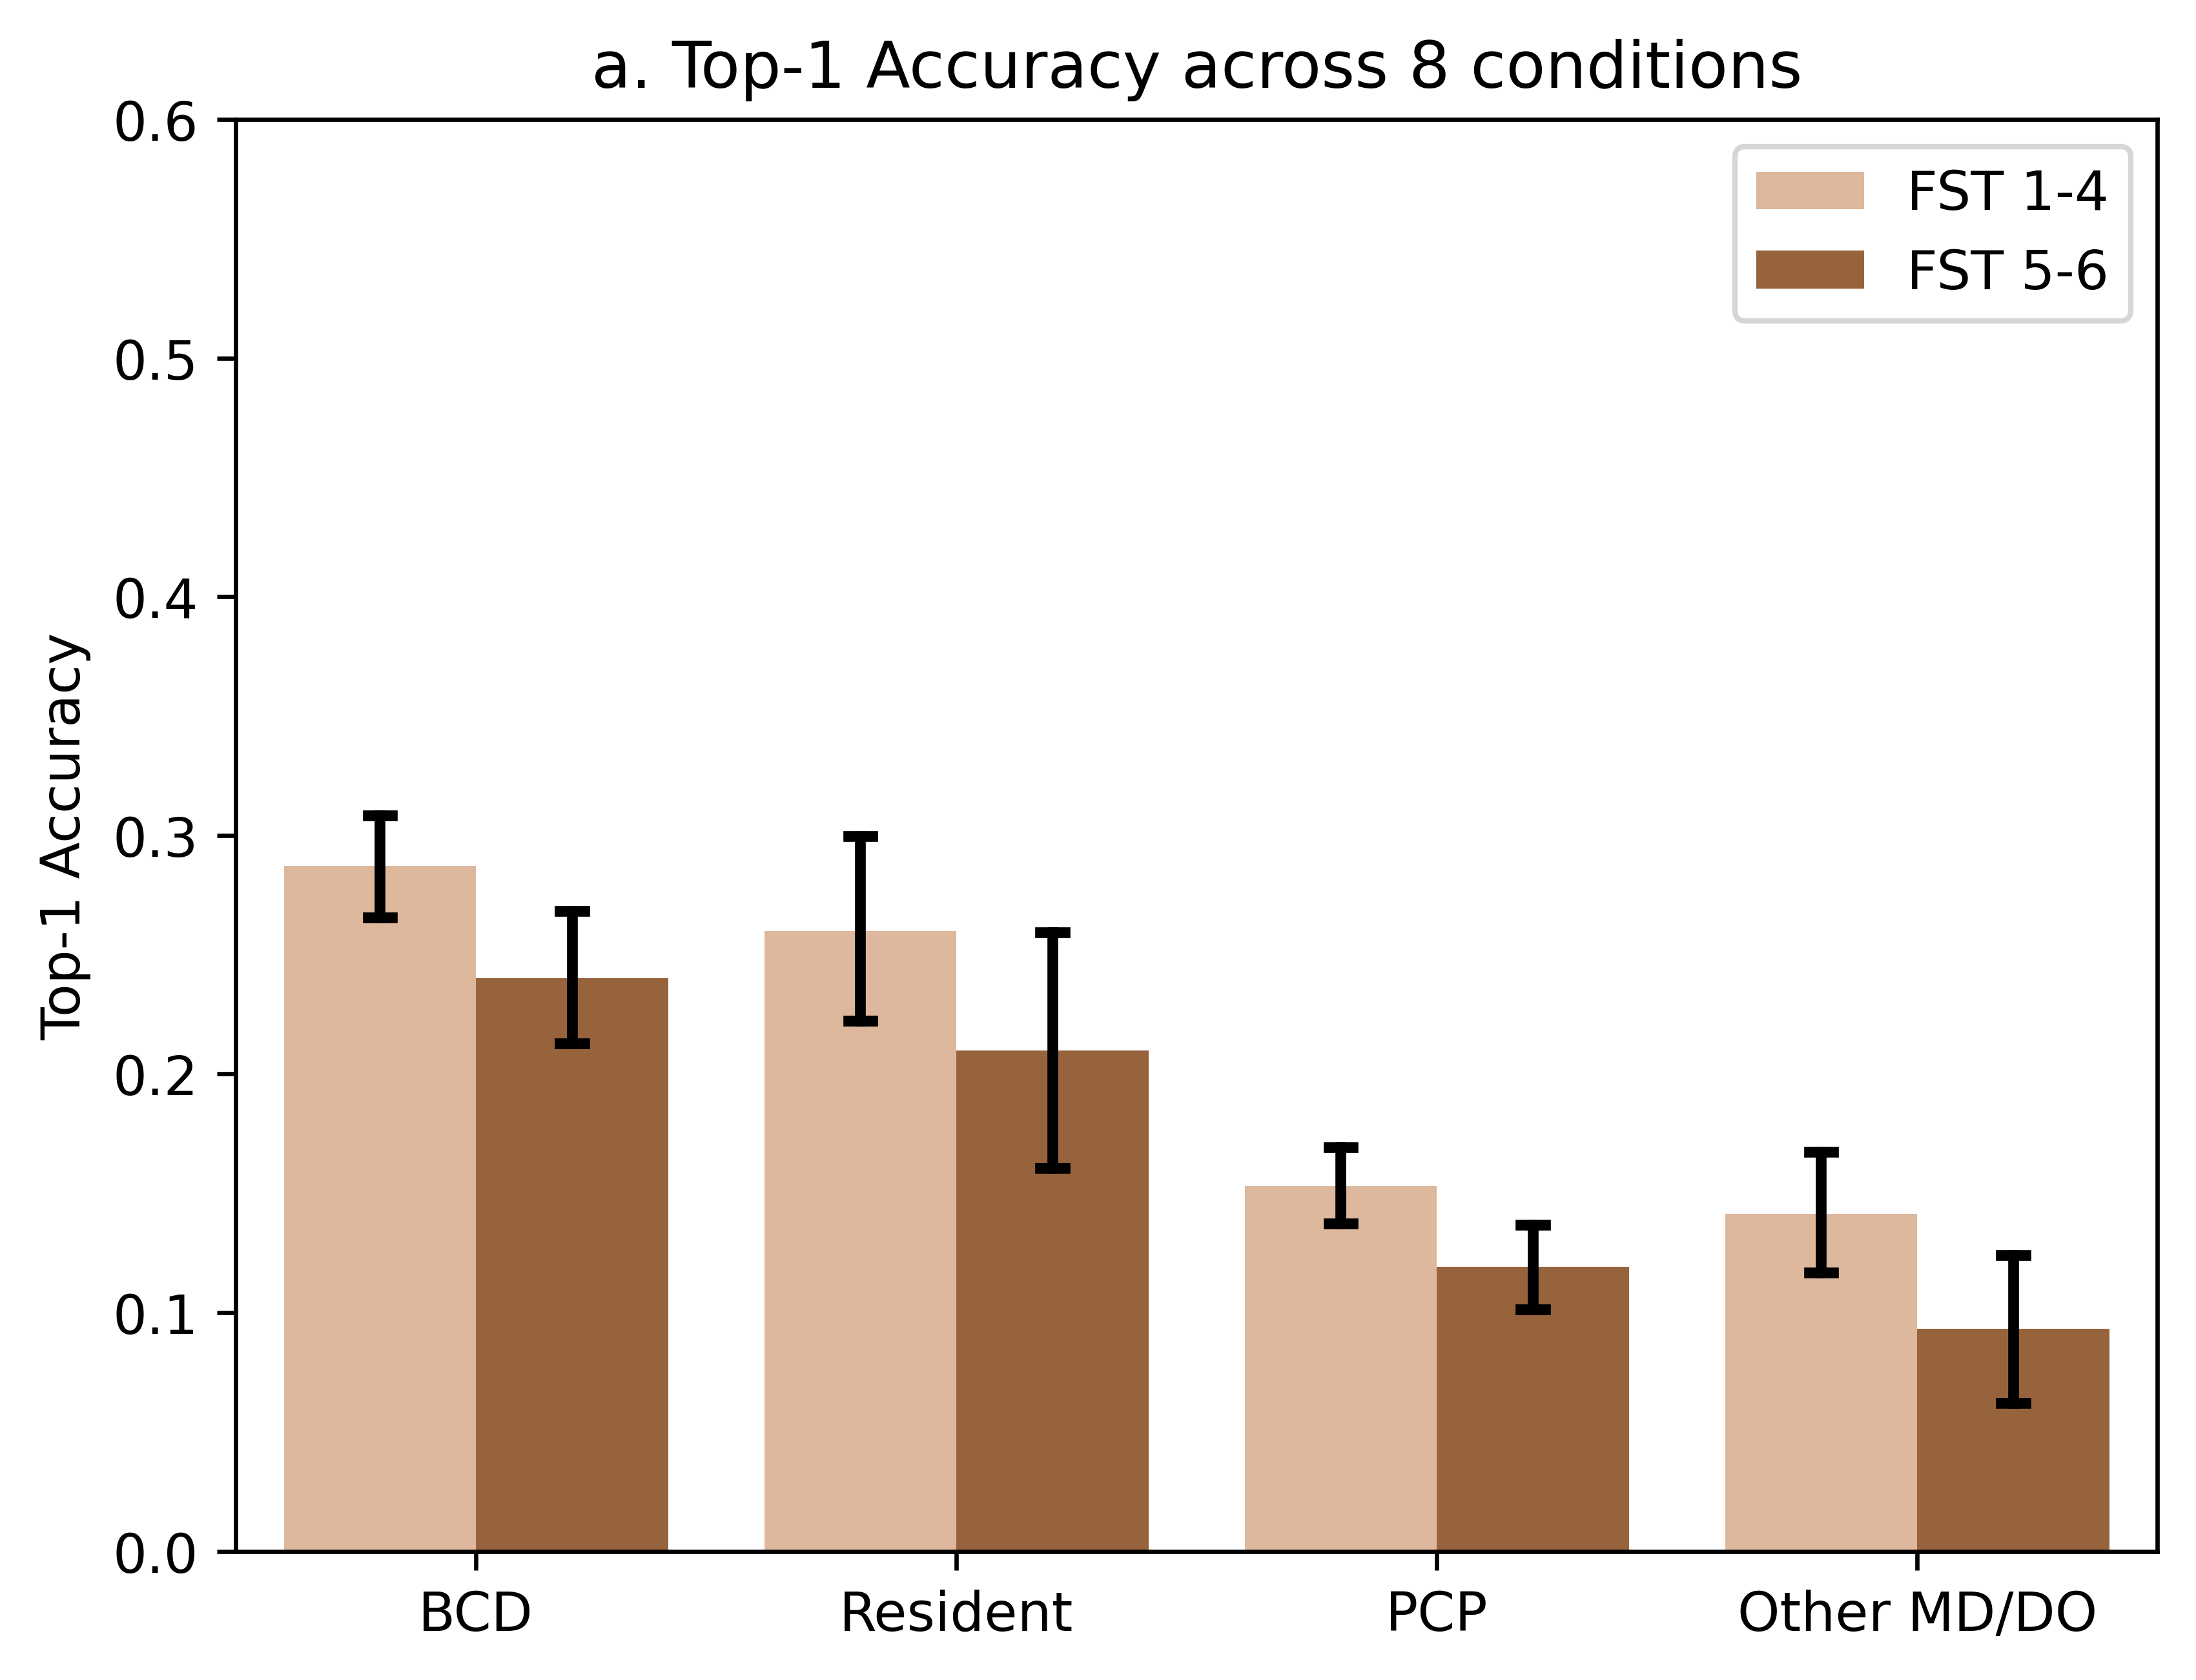 a. Top-1 Accuracy across 8 conditions
FST 1-4
FST 5-6
Top-1 Accuracy
0.6
0.5
0.4
0.3
0.2
0.1
0.0
BCD
Resident
PCP
Other MD/DO